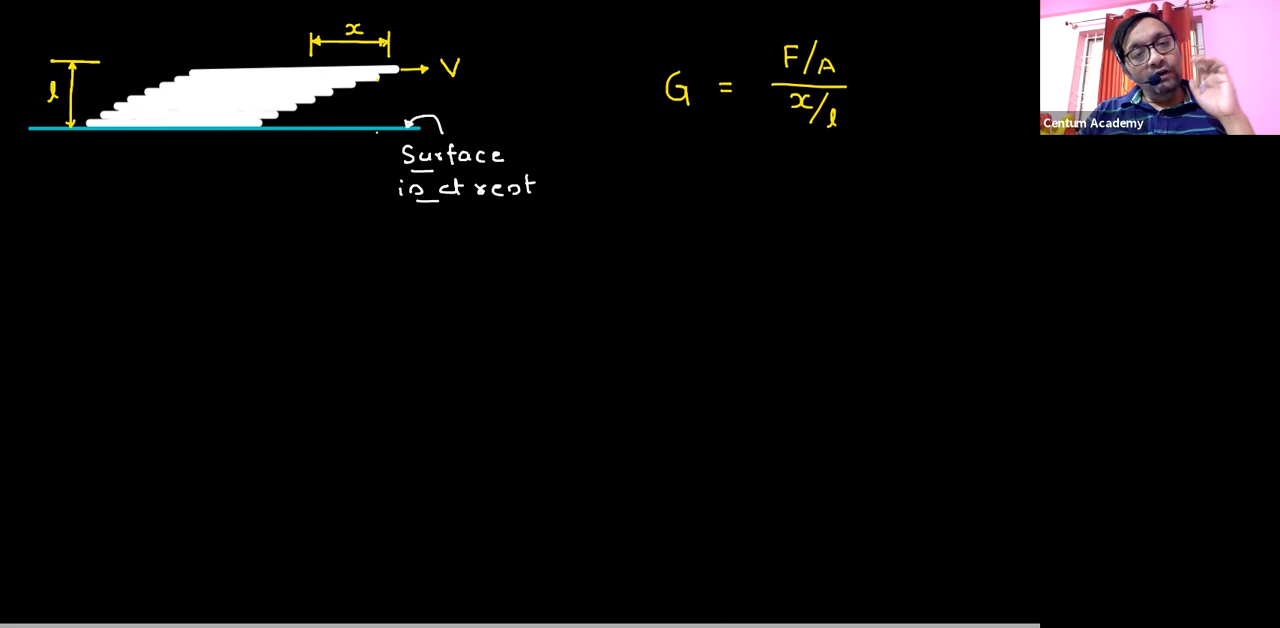 x
l
V
G = F/A
x/l
Surface
is at rest
Centum Academy